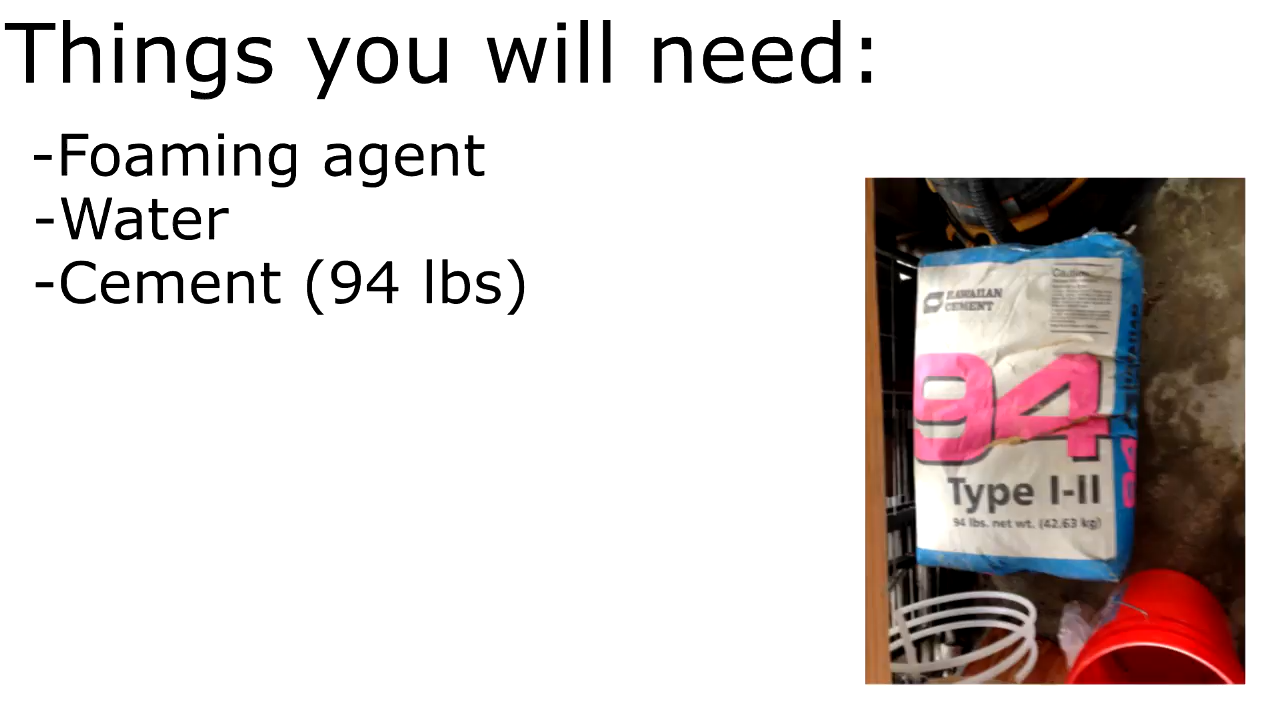 Things you will need:
-Foaming agent
-Water
-Cement (94 lbs)
HAWAIIAN
CEMENT
Caution
94
Type I-II
94 lbs. net wt. (42.63 kg)